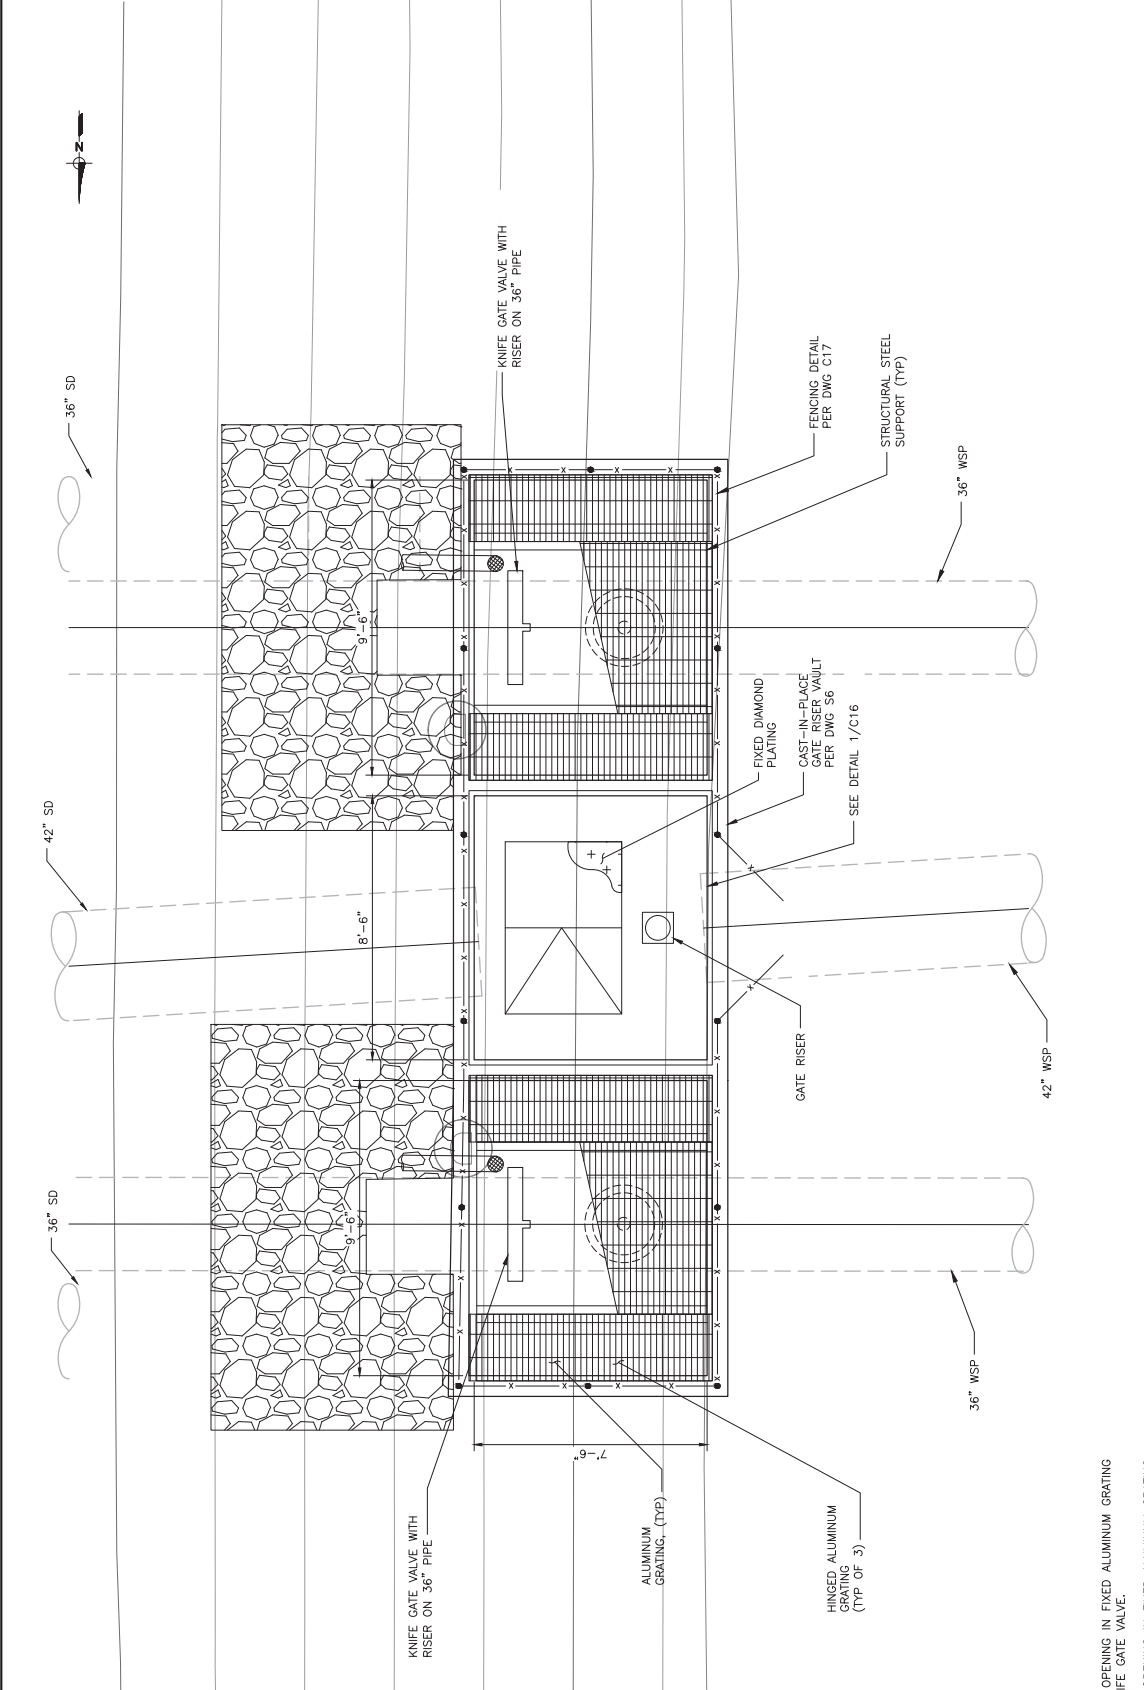 N
36" SD
KNIFE GATE VALVE WITH
RISER ON 36" PIPE
FENCING DETAIL
PER DWG C17
STRUCTURAL STEEL
SUPPORT (TYP)
36" WSP
9'-6"
FIXED DIAMOND
PLATING
CAST-IN-PLACE
GATE RISER VAULT
PER DWG S6
SEE DETAIL 1/C16
42" SD
8'-6"
GATE RISER
42" WSP
36" SD
9'-6"
36" WSP
7'-6"
KNIFE GATE VALVE WITH
RISER ON 36" PIPE
ALUMINUM
GRATING, (TYP)
HINGED ALUMINUM
GRATING
(TYP OF 3)
OPENING IN FIXED ALUMINUM GRATING
IFE GATE VALVE.